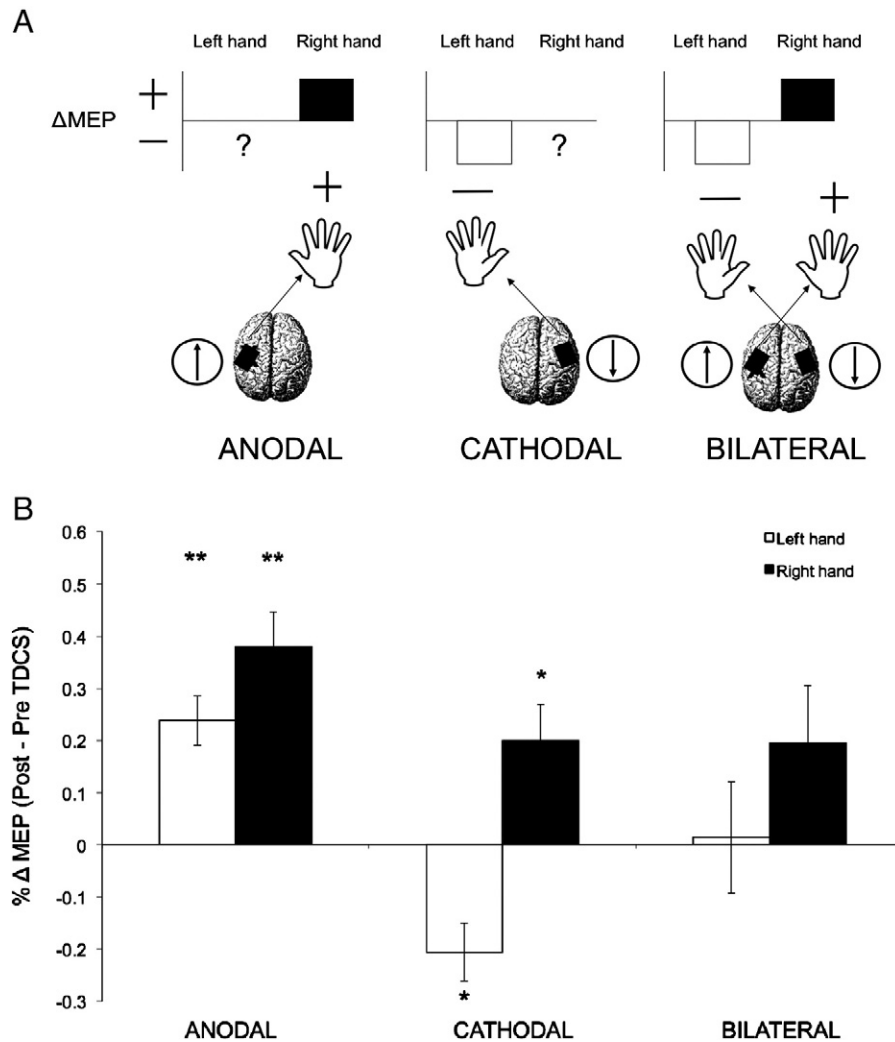 A
Left hand Right hand Left hand Right hand Left hand Right hand
+
ΔMEP
−
? ?
+ − − +
ANODAL CATHODAL BILATERAL
B
% Δ MEP (Post - Pre TDCS)
0.6
0.5
0.4
0.3
0.2
0.1
0
-0.1
-0.2
-0.3
** **
*
*
Left hand
Right hand
ANODAL CATHODAL BILATERAL